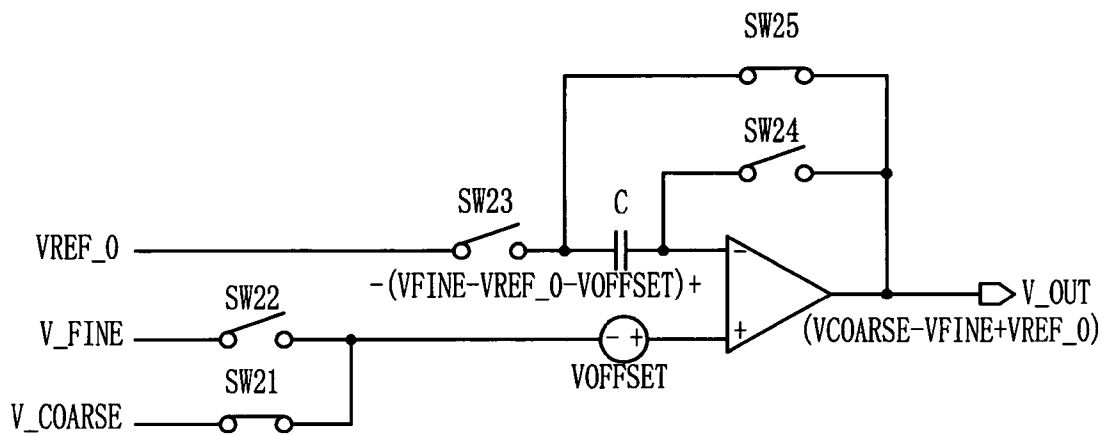 SW25
SW24
SW23
C
VREF_0
-
-(VFINE-VREF_0-VOFFSET)+
SW22
V_OUT
V_FINE
- +
+
(VCOARSE-VFINE+VREF_0)
VOFFSET
SW21
V_COARSE